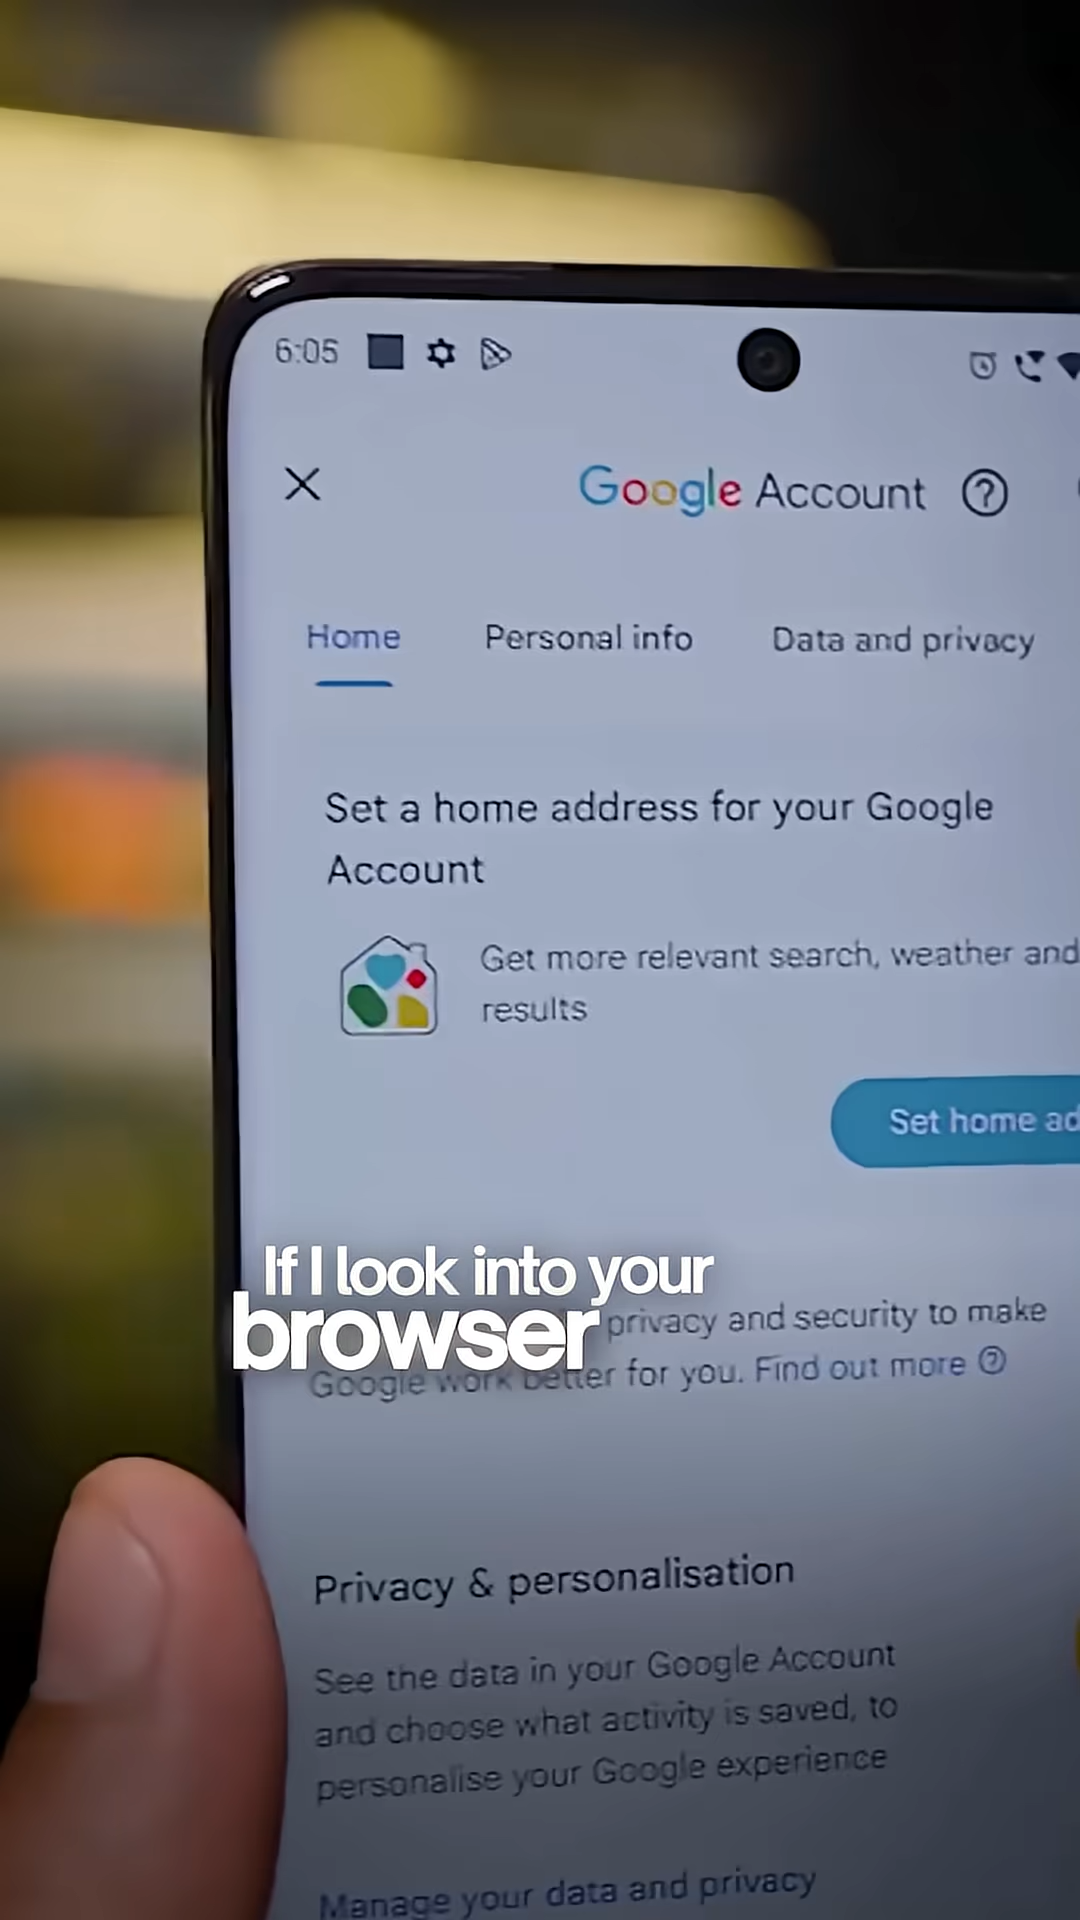 6:05
Google Account
Home Personal info Data and privacy
Set a home address for your Google
Account
Get more relevant search, weather and
results
Set home
If I look into your
browser
privacy and security to make
Google work better for you. Find out more
Privacy & personalisation
See the data in your Google Account
and choose what activity is saved, to
personalise your Google experience
Manage your data and privacy